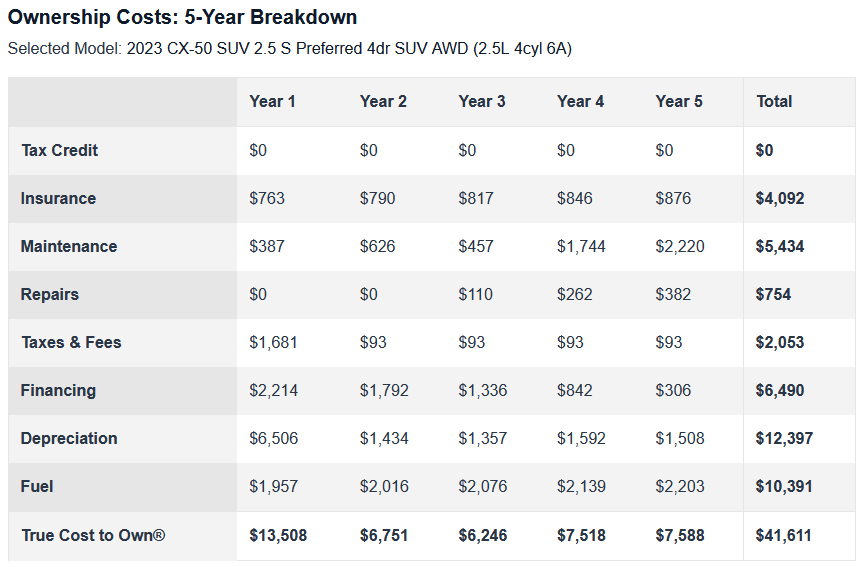 Ownership Costs: 5-Year Breakdown
Selected Model: 2023 CX-50 SUV 2.5 S Preferred 4dr SUV AWD (2.5L 4cyl 6A)
Year 1 Year 2 Year 3 Year 4 Year 5 Total
Tax Credit $0 $0 $0 $0 $0 $0
Insurance $763 $790 $817 $846 $876 $4,092
Maintenance $387 $626 $457 $1,744 $2,220 $5,434
Repairs $0 $0 $110 $262 $382 $754
Taxes & Fees $1,681 $93 $93 $93 $93 $2,053
Financing $2,214 $1,792 $1,336 $842 $306 $6,490
Depreciation $6,506 $1,434 $1,357 $1,592 $1,508 $12,397
Fuel $1,957 $2,016 $2,076 $2,139 $2,203 $10,391
True Cost to Own® $13,508 $6,751 $6,246 $7,518 $7,588 $41,611